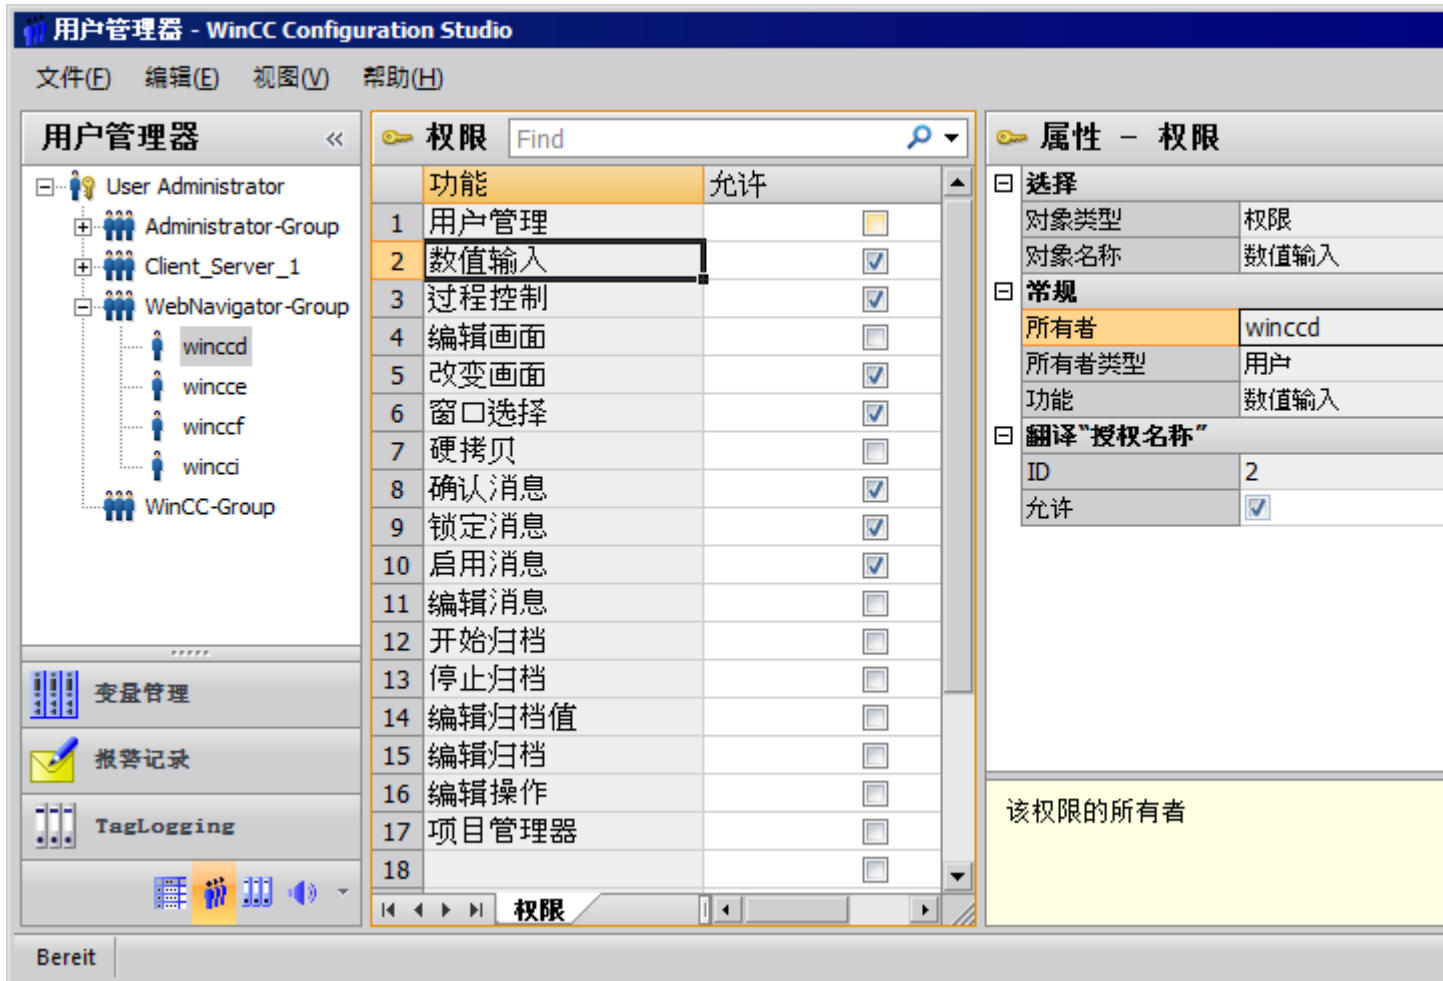 用户管理器 - WinCC Configuration Studio
文件(F) 编辑(E) 视图(V) 帮助(H)
用户管理器 «
User Administrator
Administrator-Group
Client_Server_1
WebNavigator-Group
winccd
wincce
winccf
wincci
WinCC-Group
变量管理
报警记录
TagLogging
权限 Find
功能 允许
1 用户管理
2 数值输入
3 过程控制
4 编辑画面
5 改变画面
6 窗口选择
7 硬拷贝
8 确认消息
9 锁定消息
10 启用消息
11 编辑消息
12 开始归档
13 停止归档
14 编辑归档值
15 编辑归档
16 编辑操作
17 项目管理器
18
权限
属性 - 权限
选择
对象类型 权限
对象名称 数值输入
常规
所有者 winccd
所有者类型 用户
功能 数值输入
翻译"授权名称"
ID 2
允许
该权限的所有者
Bereit